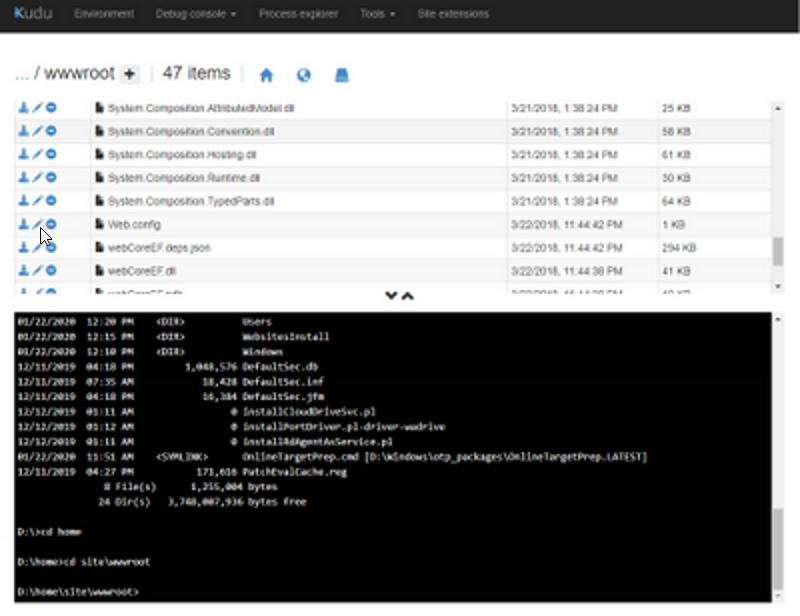 Kudu Environment Debug console Process explorer Tools Site extensions
... / wwwroot + 47 items
System.Composition.AttributedModel.dll 3/21/2018, 1:38:24 PM 25 KB
System.Composition.Convention.dll 3/21/2018, 1:38:24 PM 58 KB
System.Composition.Hosting.dll 3/21/2018, 1:38:24 PM 61 KB
System.Composition.Runtime.dll 3/21/2018, 1:38:24 PM 30 KB
System.Composition.TypedParts.dll 3/21/2018, 1:38:24 PM 64 KB
Web.config 3/22/2018, 11:44:42 PM 1 KB
webCoreEF.deps.json 3/22/2018, 11:44:42 PM 294 KB
webCoreEF.dll 3/22/2018, 11:44:38 PM 41 KB
01/22/2020 12:20 PM <DIR> Users
01/22/2020 12:15 PM <DIR> WebsitesInstall
01/22/2020 12:10 PM <DIR> Windows
12/11/2019 04:18 PM 1,048,576 DefaultSec.db
12/11/2019 07:35 AM 18,428 DefaultSec.inf
12/11/2019 04:18 PM 16,384 DefaultSec.jfm
12/12/2019 01:11 AM 0 InstallCloudDriveSvc.pl
12/12/2019 01:12 AM 0 installPortDriver.pl-driver-wadrive
12/12/2019 01:11 AM 0 installRdAgentAsService.pl
01/22/2020 11:51 AM <SYMLINK> OnlineTargetPrep.cmd [D:\Windows\otp_packages\OnlineTargetPrep.LATEST]
12/11/2019 04:27 PM 171,616 PatchEvalCache.reg
8 File(s) 1,255,004 bytes
24 Dir(s) 3,748,007,936 bytes free
D:\>cd home
D:\home>cd site\wwwroot
D:\home\site\wwwroot>